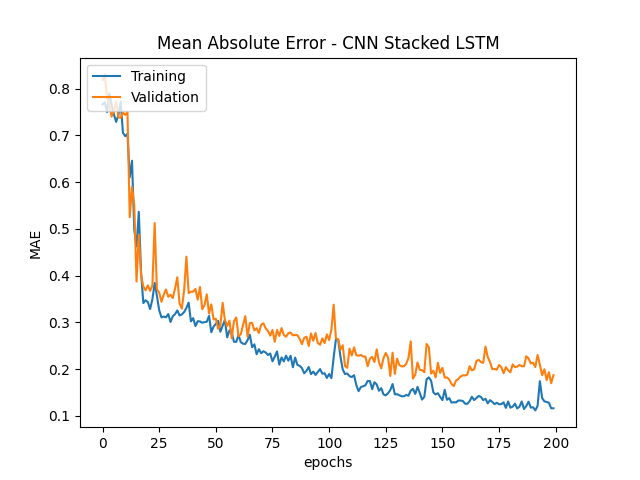 Mean Absolute Error - CNN Stacked LSTM
Training
Validation
0.8
0.7
0.6
0.5
0.4
0.3
0.2
0.1
MAE
0 25 50 75 100 125 150 175 200
epochs